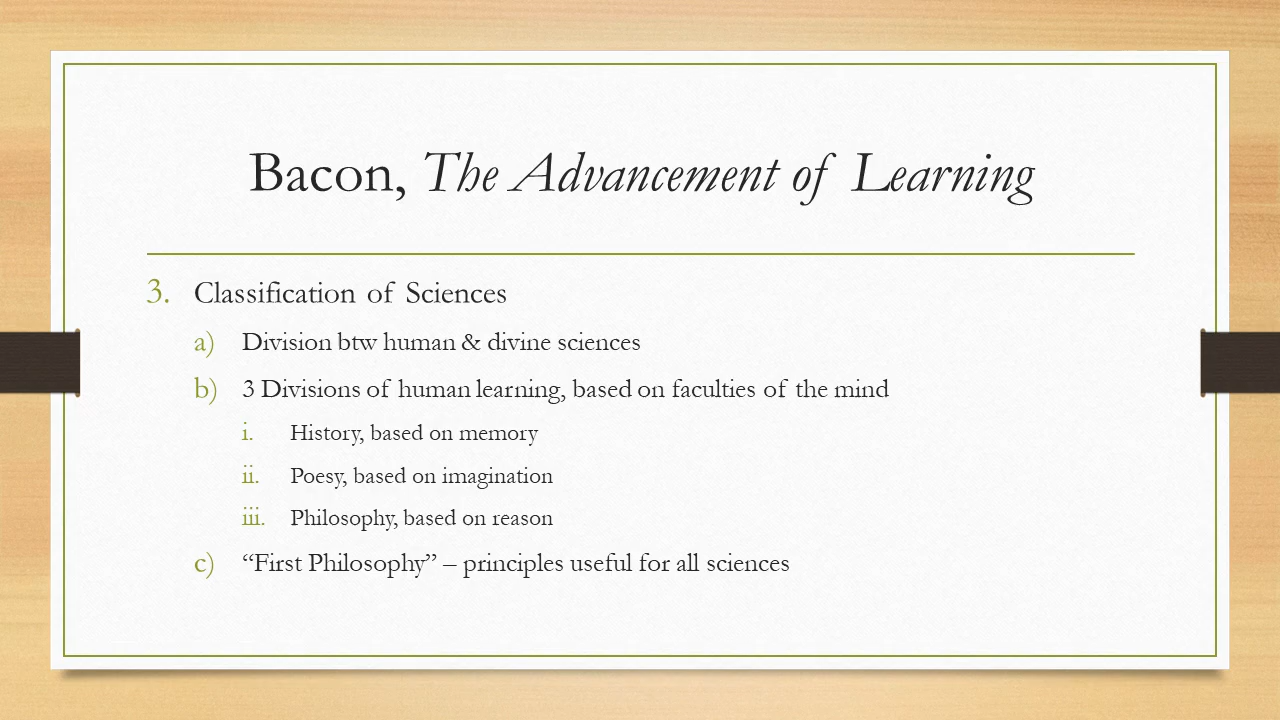 Bacon, The Advancement of Learning
3. Classification of Sciences
a) Division btw human & divine sciences
b) 3 Divisions of human learning, based on faculties of the mind
i. History, based on memory
ii. Poesy, based on imagination
iii. Philosophy, based on reason
c) “First Philosophy” – principles useful for all sciences